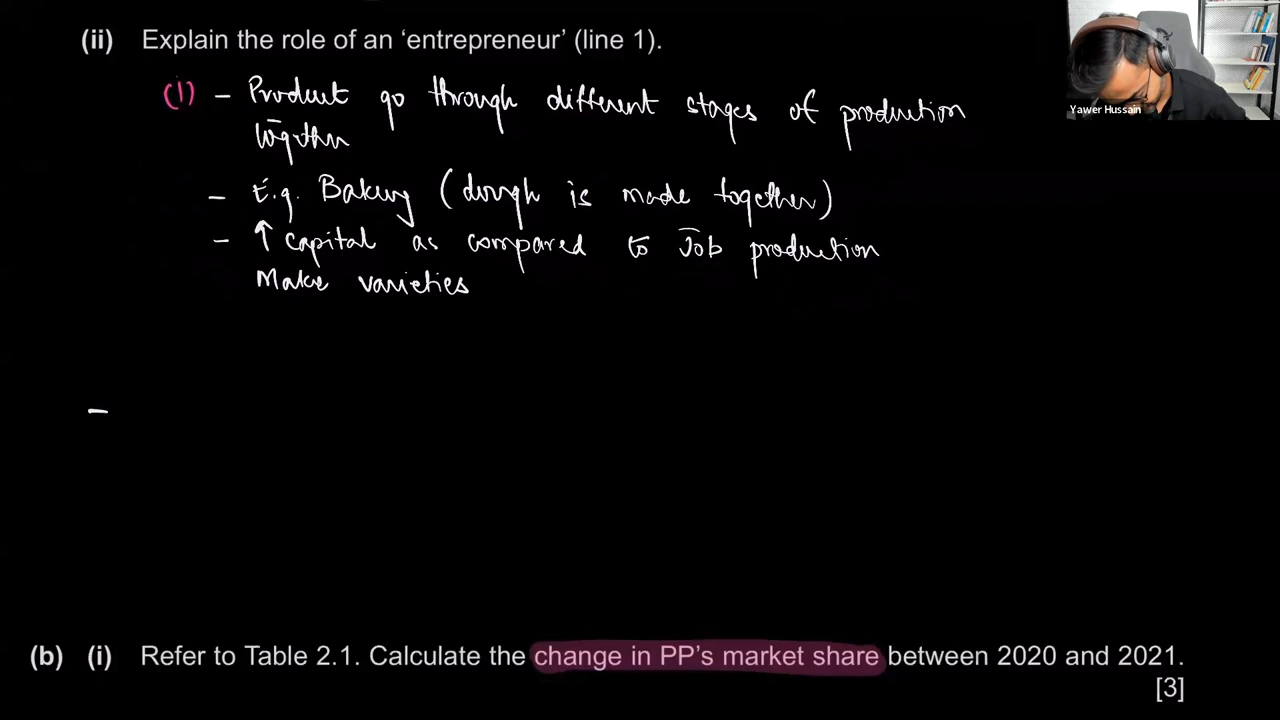 (ii) Explain the role of an ‘entrepreneur’ (line 1).
(1) – Product go through different stages of production
together
– E.g. Bakery (dough is made together)
– ↑ capital as compared to Job production
Make varieties
–
(b) (i) Refer to Table 2.1. Calculate the change in PP’s market share between 2020 and 2021.
[3]
Yawer Hussain